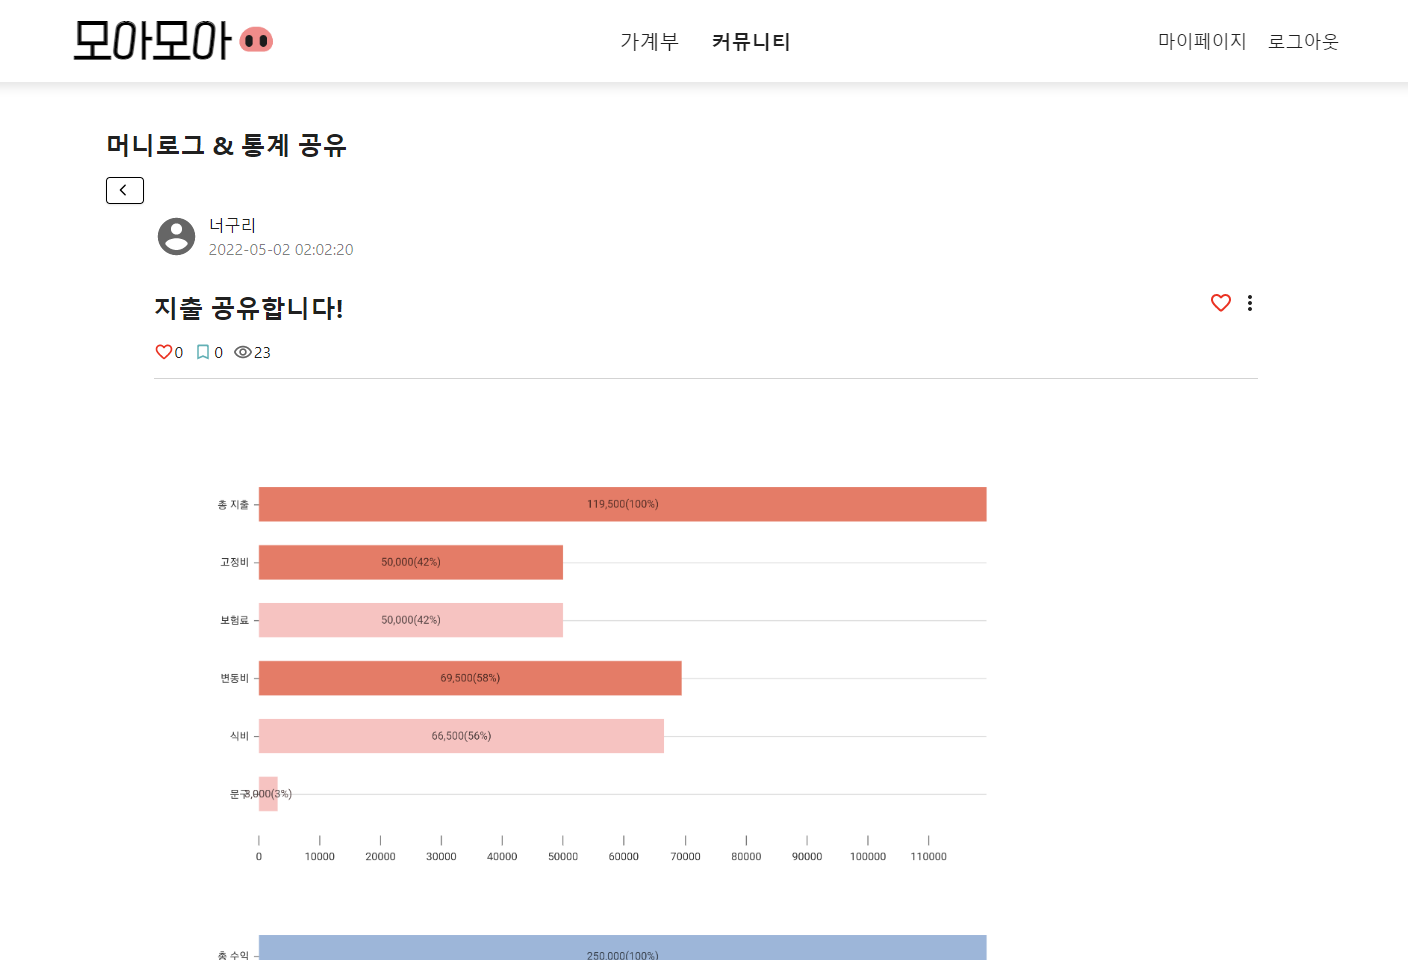 모아모아
가계부 커뮤니티
마이페이지 로그아웃
머니로그 & 통계 공유
너구리
2022-05-02 02:02:20
지출 공유합니다!
0 0 23
총 지출 119,500(100%)
고정비 50,000(42%)
보험료 50,000(42%)
변동비 69,500(58%)
식비 66,500(56%)
문구 3,000(3%)
0 10000 20000 30000 40000 50000 60000 70000 80000 90000 100000 110000
총 수익 250,000(100%)